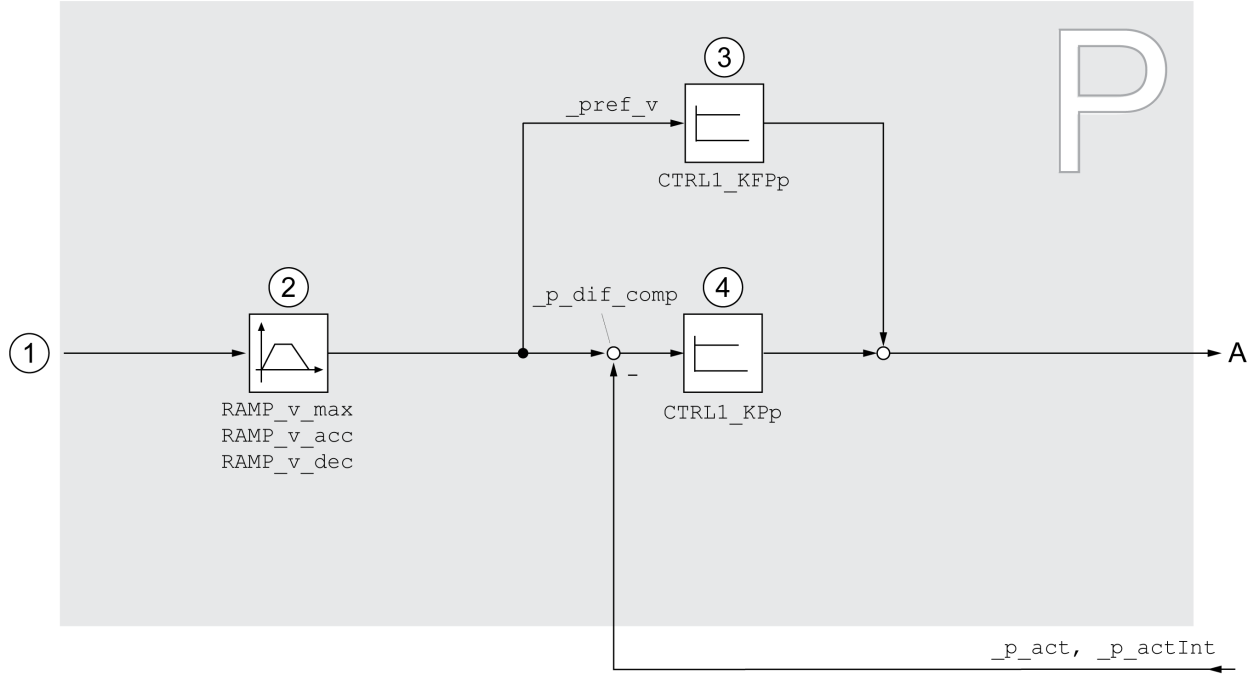 P
3
_pref_v
CTRL1_KFPp
2
_p_dif_comp
4
1
A
-
RAMP_v_max
RAMP_v_acc
RAMP_v_dec
CTRL1_KPp
_p_act, _p_actInt